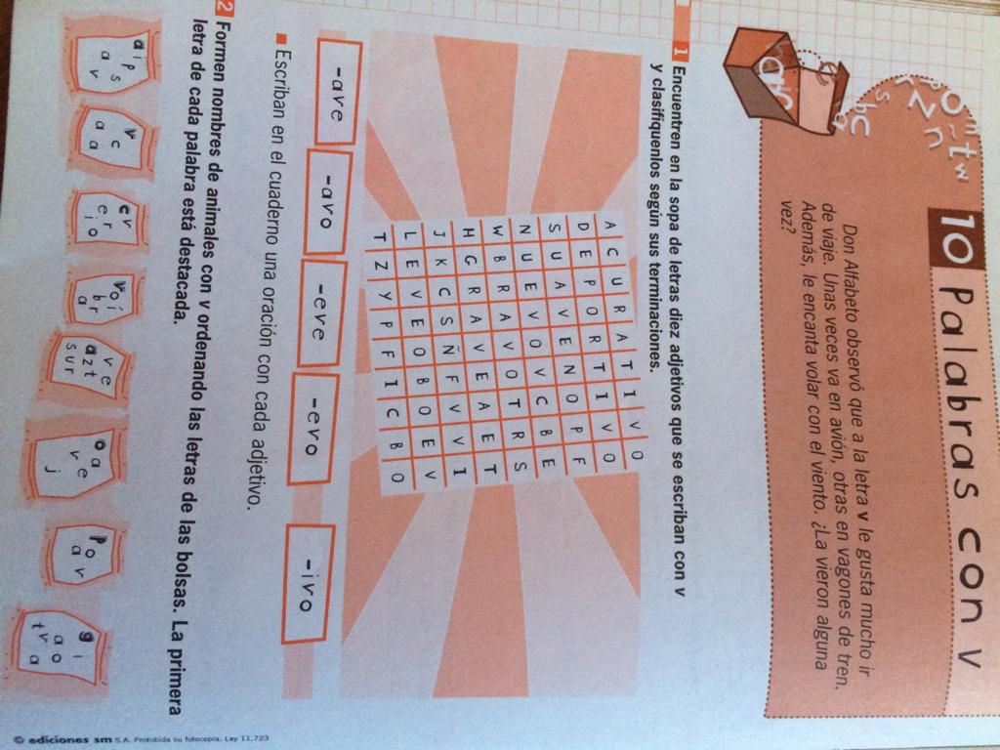 10 Palabras con v
Don Alfabeto observó que a la letra v le gusta mucho ir
de viaje. Unas veces va en avión, otras en vagones de tren.
Además, le encanta volar con el viento. ¿La vieron alguna
vez?
1 Encuentren en la sopa de letras diez adjetivos que se escriban con v
y clasifíquenlos según sus terminaciones.
A C U R A T I V O
D E P O R T I V O
S U A V E N O P F
N U E V O V C B E
W B R A V O T R S
H G R A V E A E T
J K C S Ñ F V V I
L E V E O B O E V
T Z Y P F I C B O
-ave -avo -eve -evo -ivo
Escriban en el cuaderno una oración con cada adjetivo.
2 Formen nombres de animales con v ordenando las letras de las bolsas. La primera
letra de cada palabra está destacada.
a i p s a v
v c a a
c v e r i o
v o í b a r
v e a z t s u r
o a v e j
p o a v
g i a o t v a
© ediciones sm S.A. Prohibida su fotocopia. Ley 11.723